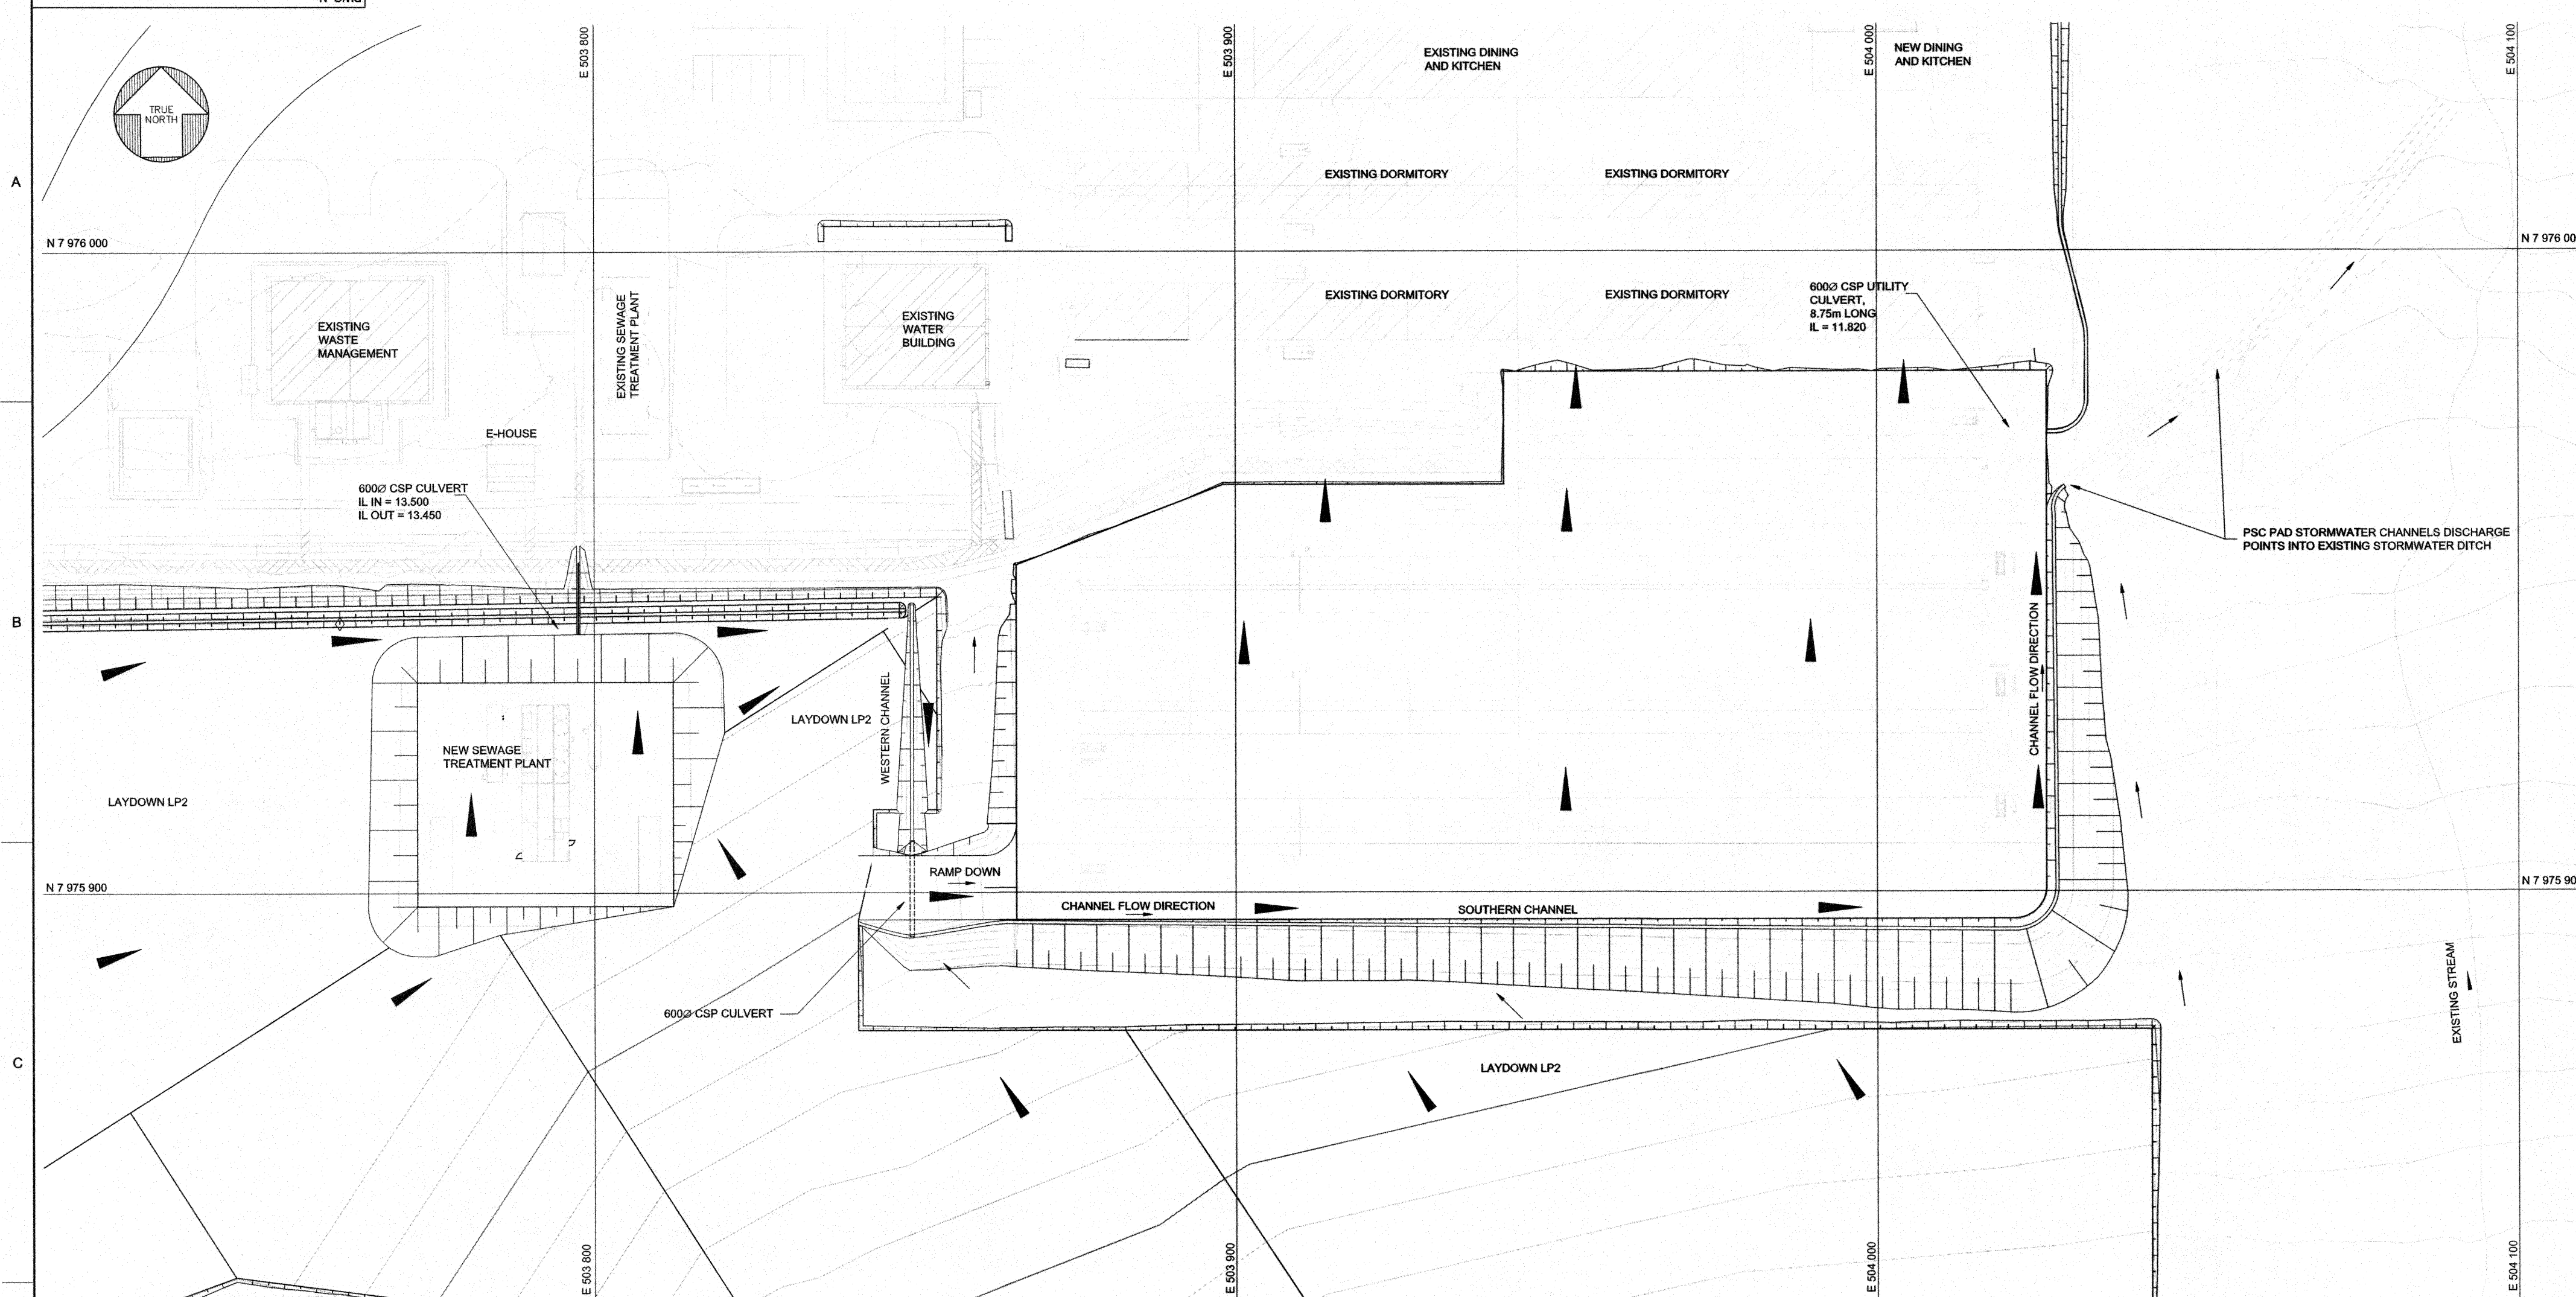 E 503 800
E 503 900
E 504 000
E 504 100
EXISTING DINING
AND KITCHEN
NEW DINING
AND KITCHEN
TRUE
NORTH
A
EXISTING DORMITORY
EXISTING DORMITORY
N 7 976 000
N 7 976 00
EXISTING DORMITORY
EXISTING DORMITORY
600Ø CSP UTILITY
CULVERT,
8.75m LONG
IL = 11.820
EXISTING
WASTE
MANAGEMENT
EXISTING SEWAGE
TREATMENT PLANT
EXISTING
WATER
BUILDING
E-HOUSE
600Ø CSP CULVERT
IL IN = 13.500
IL OUT = 13.450
PSC PAD STORMWATER CHANNELS DISCHARGE
POINTS INTO EXISTING STORMWATER DITCH
B
CHANNEL FLOW DIRECTION
WESTERN CHANNEL
LAYDOWN LP2
NEW SEWAGE
TREATMENT PLANT
LAYDOWN LP2
RAMP DOWN
N 7 975 900
N 7 975 90
CHANNEL FLOW DIRECTION
SOUTHERN CHANNEL
EXISTING STREAM
600Ø CSP CULVERT
C
LAYDOWN LP2
E 503 800
E 503 900
E 504 000
E 504 100